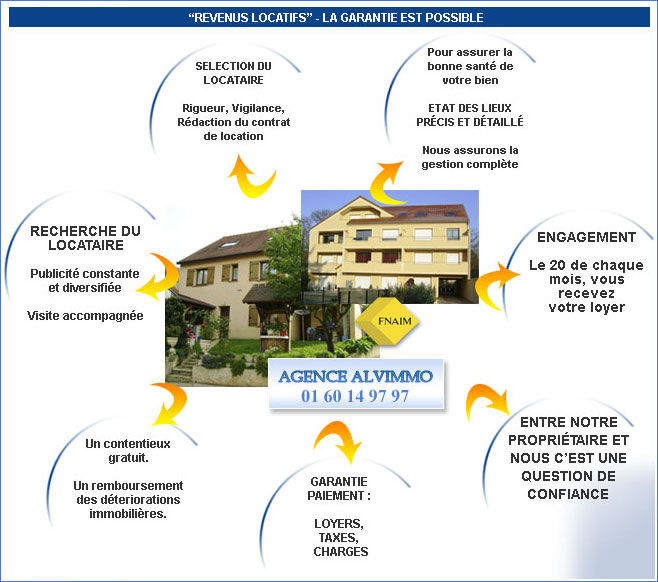 “REVENUS LOCATIFS” - LA GARANTIE EST POSSIBLE
SELECTION DU
LOCATAIRE
Rigueur, Vigilance,
Rédaction du contrat
de location
Pour assurer la
bonne santé de
votre bien
ETAT DES LIEUX
PRÉCIS ET DÉTAILLÉ
Nous assurons la
gestion complète
RECHERCHE DU
LOCATAIRE
Publicité constante
et diversifiée
Visite accompagnée
ENGAGEMENT
Le 20 de chaque
mois, vous
recevez
votre loyer
FNAIM
AGENCE ALVIMMO
01 60 14 97 97
Un contentieux
gratuit.
Un remboursement
des déteriorations
immobilières.
GARANTIE
PAIEMENT :
LOYERS,
TAXES,
CHARGES
ENTRE NOTRE
PROPRIÉTAIRE ET
NOUS C’EST UNE
QUESTION DE
CONFIANCE